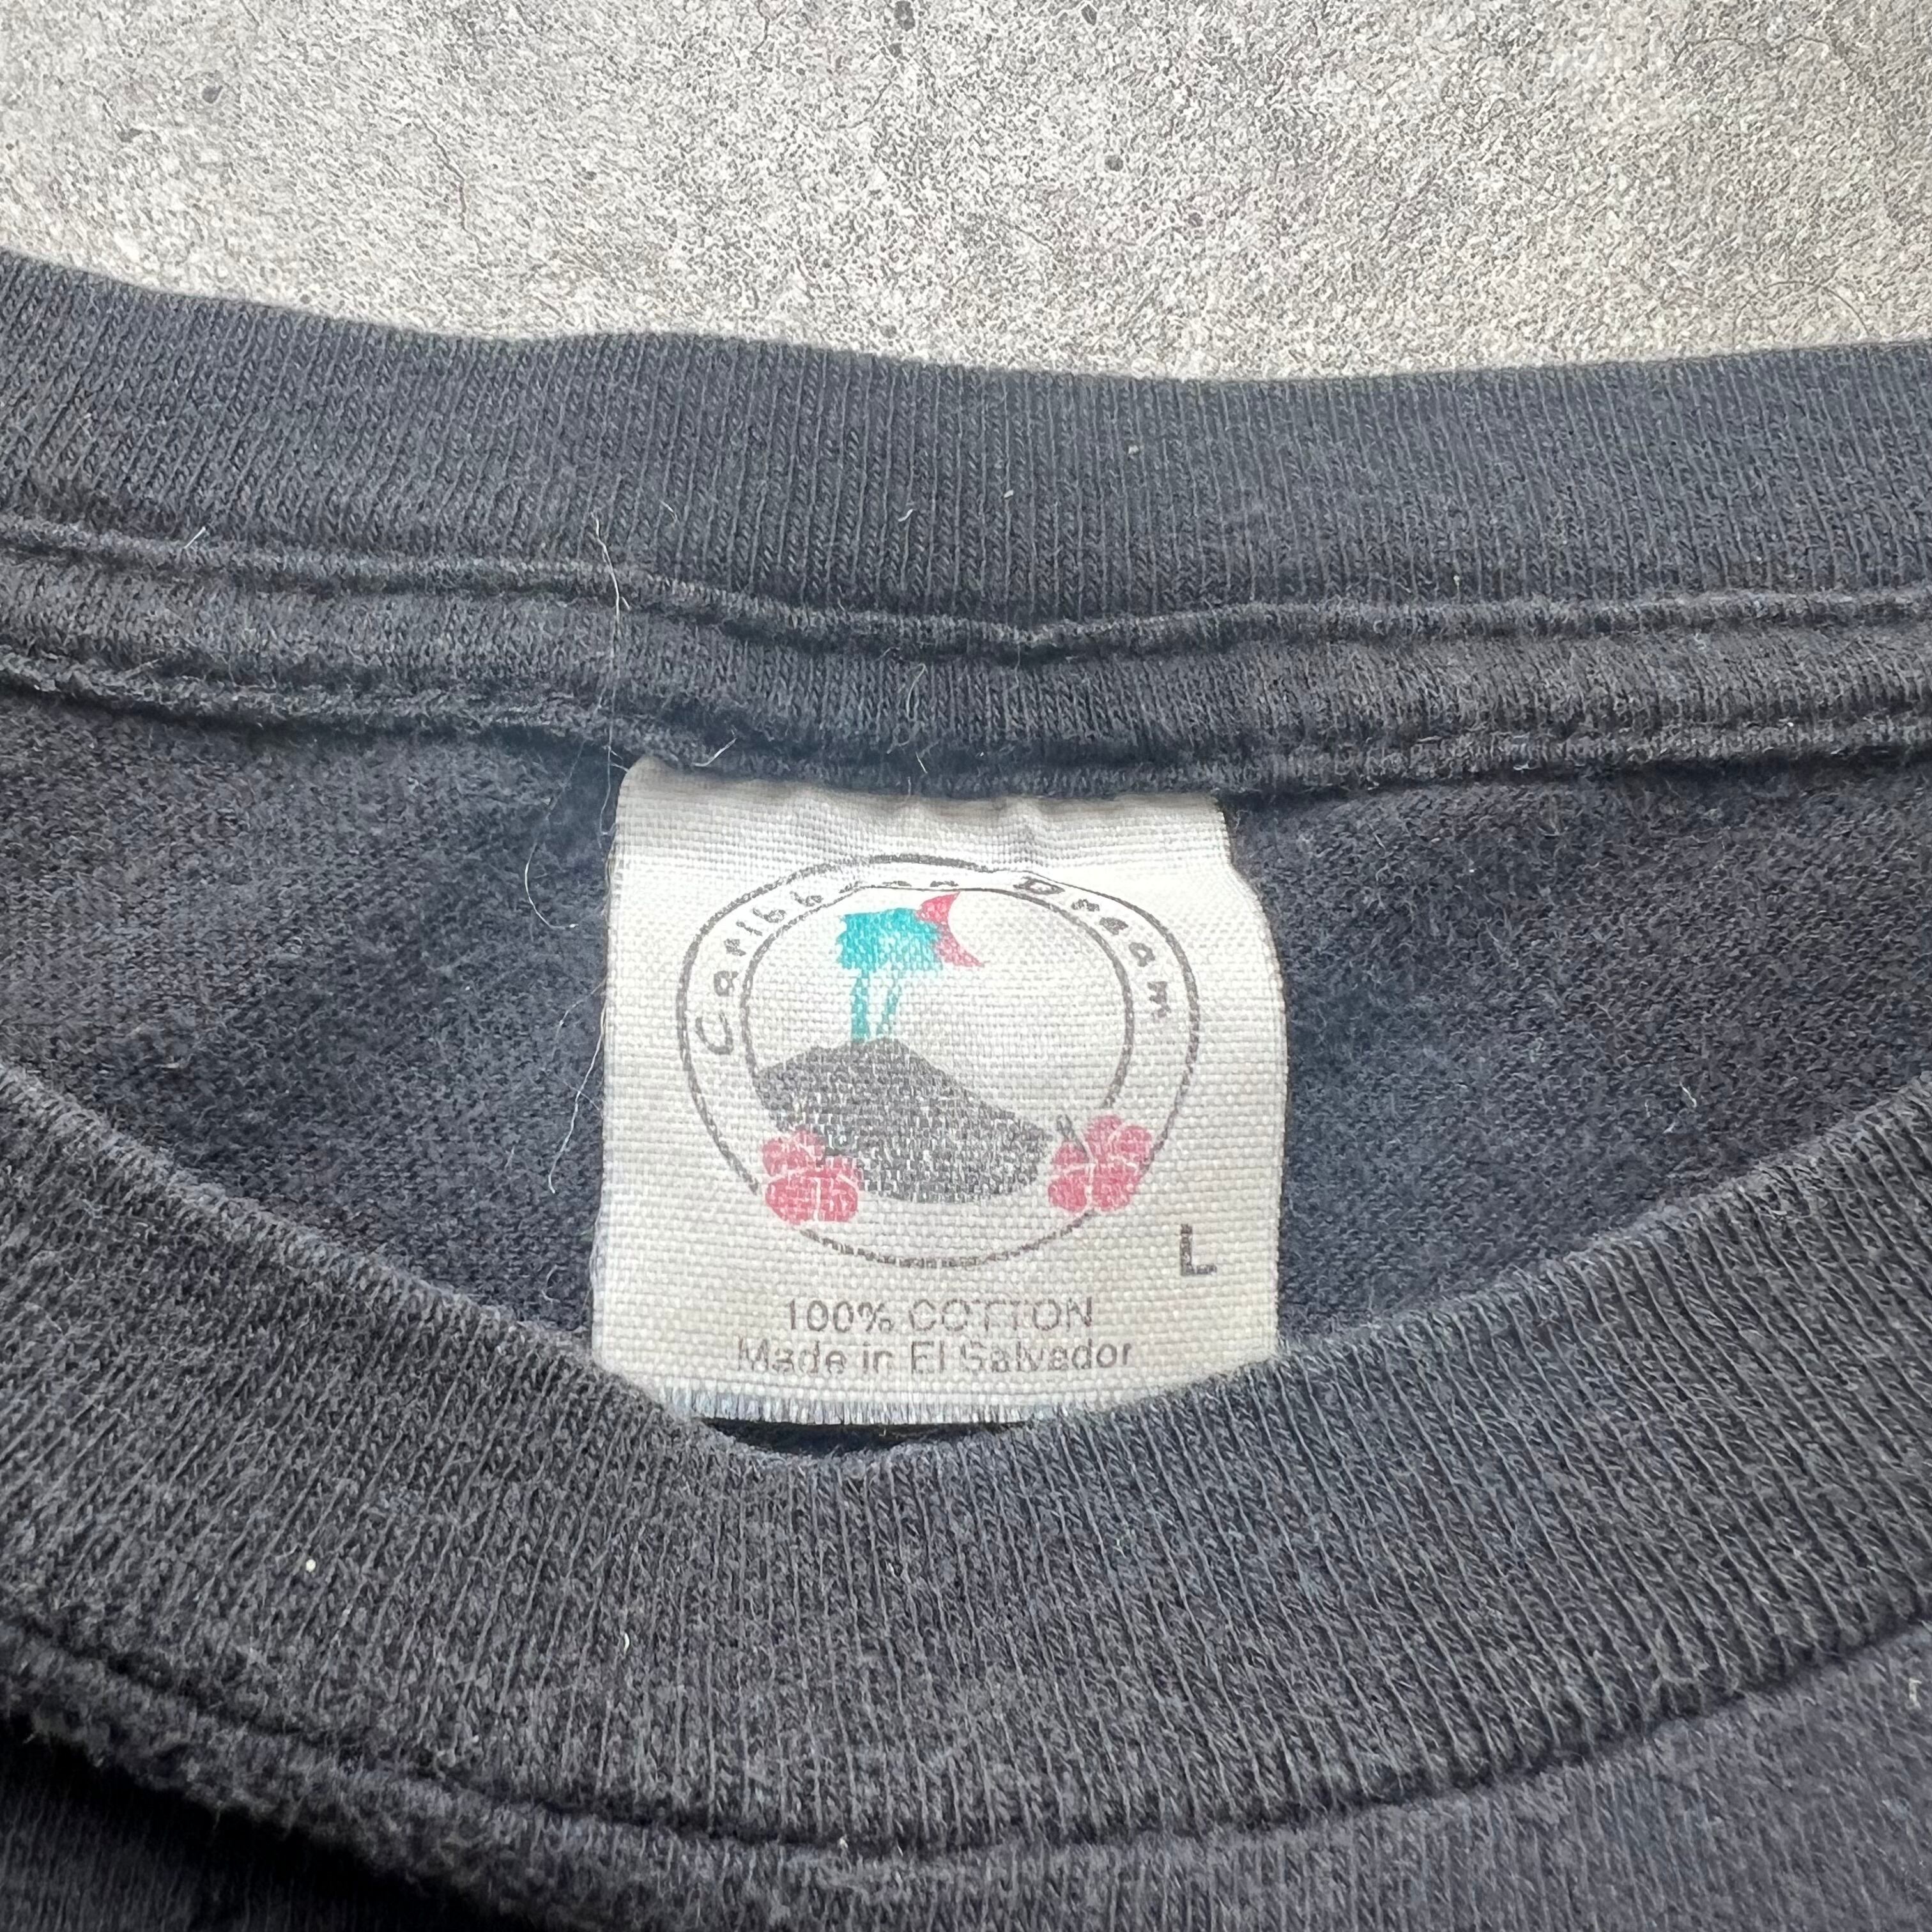 Caribbean Dream
L
100% COTTON
Made in El Salvador